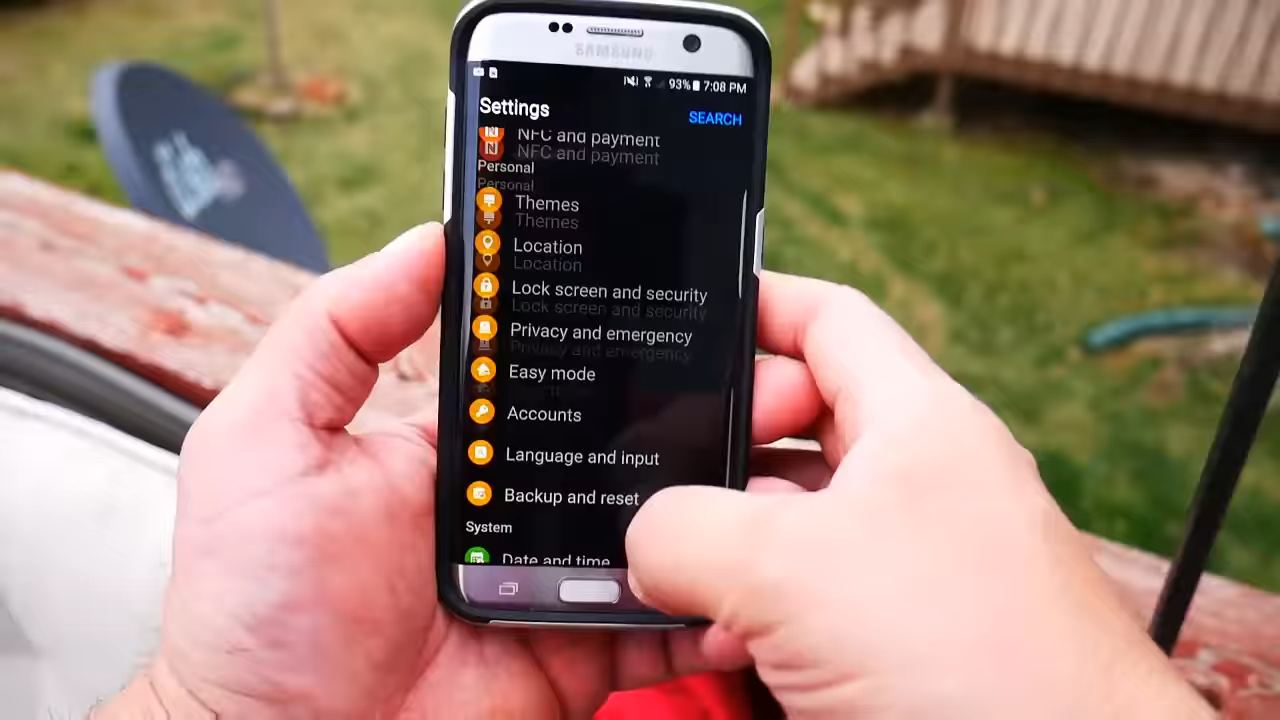 SAMSUNG
93% 7:08 PM
Settings
SEARCH
NFC and payment
NFC and payment
Personal
Personal
Themes
Themes
Location
Location
Lock screen and security
Lock screen and security
Privacy and emergency
Privacy and emergency
Easy mode
Accounts
Language and input
Backup and reset
System
Date and time